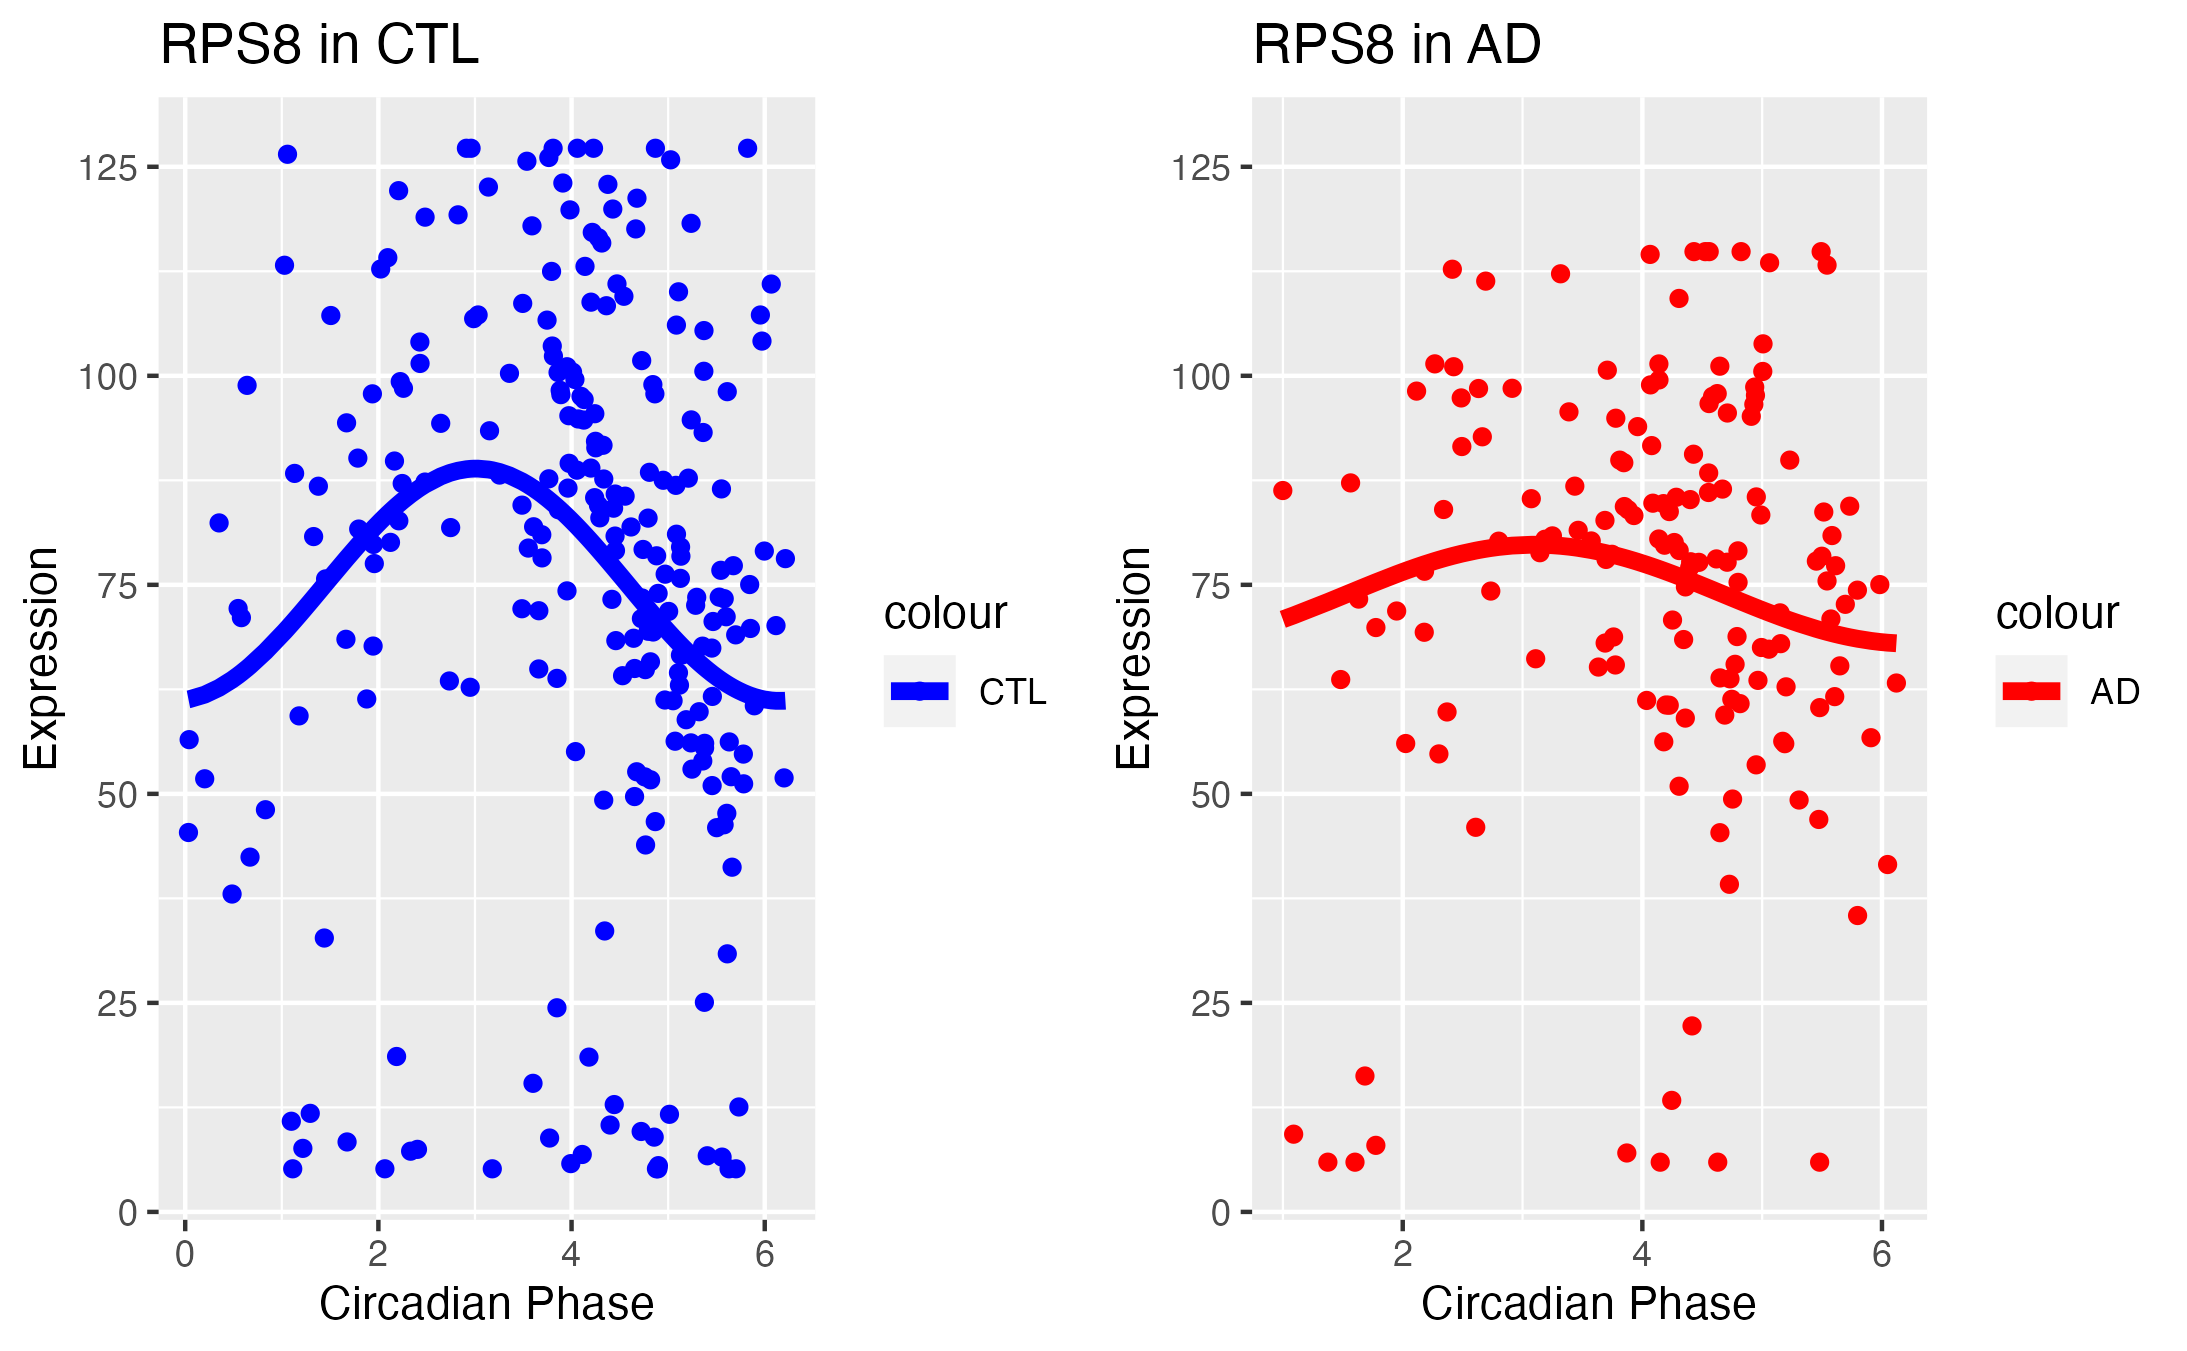 RPS8 in CTL
125
100
75
50
25
0
Expression
0 2 4 6
Circadian Phase
colour
CTL
RPS8 in AD
125
100
75
50
25
0
Expression
2 4 6
Circadian Phase
colour
AD